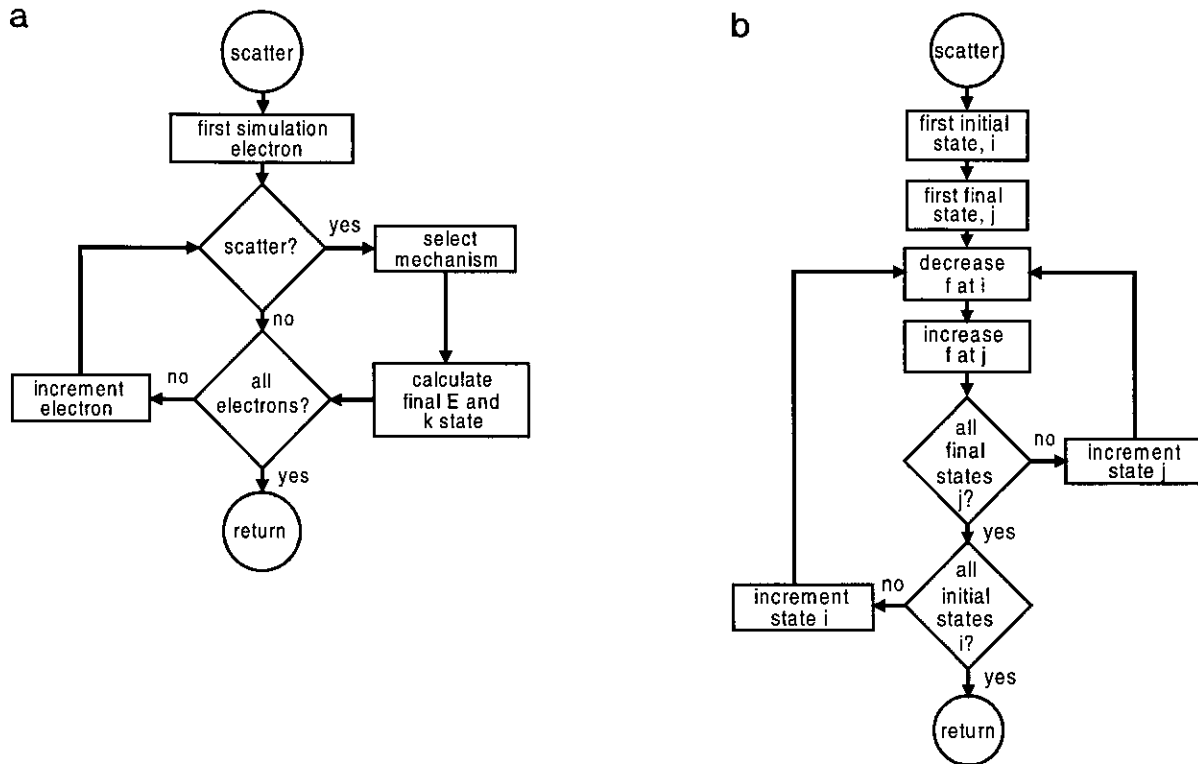 a
scatter
first simulation
electron
scatter?
yes
select
mechanism
no
all
electrons?
no
increment
electron
calculate
final E and
k state
yes
return
b
scatter
first initial
state, i
first final
state, j
decrease
f at i
increase
f at j
all
final
states
j?
no
increment
state j
yes
all
initial
states
i?
no
increment
state i
yes
return